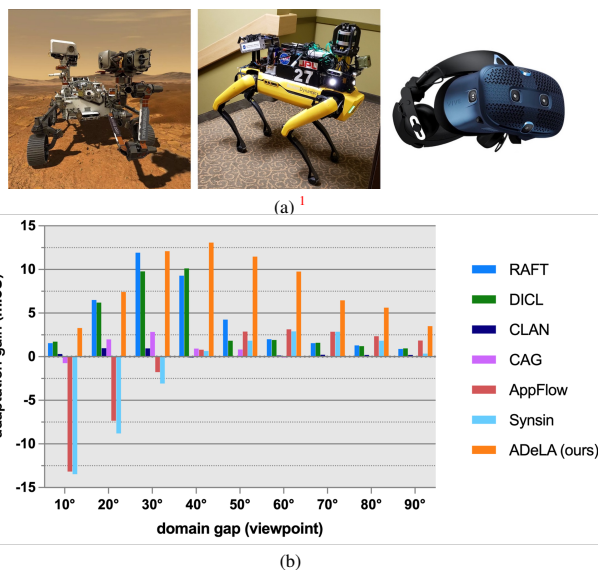 27
(a) 1
15
10
5
0
-5
-10
-15
10° 20° 30° 40° 50° 60° 70° 80° 90°
domain gap (viewpoint)
RAFT
DICL
CLAN
CAG
AppFlow
Synsin
ADeLA (ours)
(b)